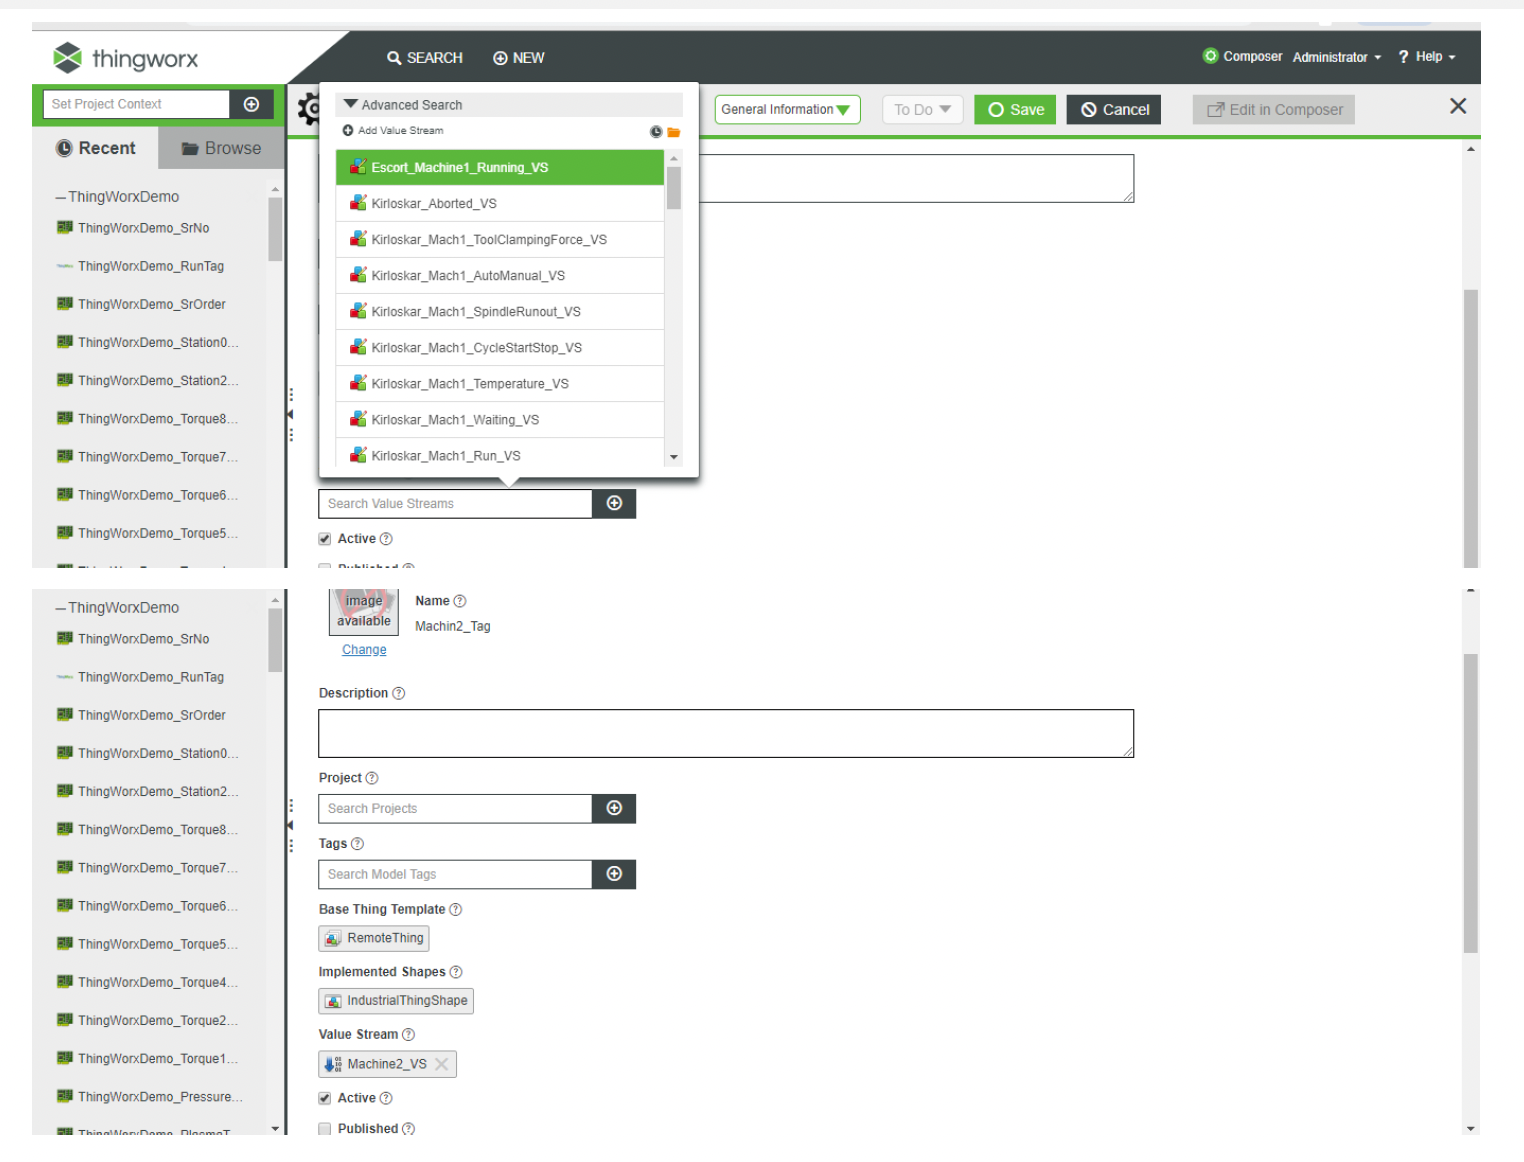 thingworx
SEARCH NEW Composer Administrator ? Help
Set Project Context
Advanced Search General Information To Do Save Cancel Edit in Composer
Add Value Stream
Recent Browse
ThingWorxDemo
ThingWorxDemo_SrNo
ThingWorxDemo_RunTag
ThingWorxDemo_SrOrder
ThingWorxDemo_Station0...
ThingWorxDemo_Station2...
ThingWorxDemo_Torque8...
ThingWorxDemo_Torque7...
ThingWorxDemo_Torque6...
ThingWorxDemo_Torque5...
Escort_Machine1_Running_VS
Kirloskar_Aborted_VS
Kirloskar_Mach1_ToolClampingForce_VS
Kirloskar_Mach1_AutoManual_VS
Kirloskar_Mach1_SpindleRunout_VS
Kirloskar_Mach1_CycleStartStop_VS
Kirloskar_Mach1_Temperature_VS
Kirloskar_Mach1_Waiting_VS
Kirloskar_Mach1_Run_VS
Search Value Streams
Active ?
Published
ThingWorxDemo
ThingWorxDemo_SrNo
ThingWorxDemo_RunTag
ThingWorxDemo_SrOrder
ThingWorxDemo_Station0...
ThingWorxDemo_Station2...
ThingWorxDemo_Torque8...
ThingWorxDemo_Torque7...
ThingWorxDemo_Torque6...
ThingWorxDemo_Torque5...
ThingWorxDemo_Torque4...
ThingWorxDemo_Torque2...
ThingWorxDemo_Torque1...
ThingWorxDemo_Pressure...
image
available
Change
Name ?
Machin2_Tag
Description ?
Project ?
Search Projects
Tags ?
Search Model Tags
Base Thing Template ?
RemoteThing
Implemented Shapes ?
IndustrialThingShape
Value Stream ?
Machine2_VS
Active ?
Published ?